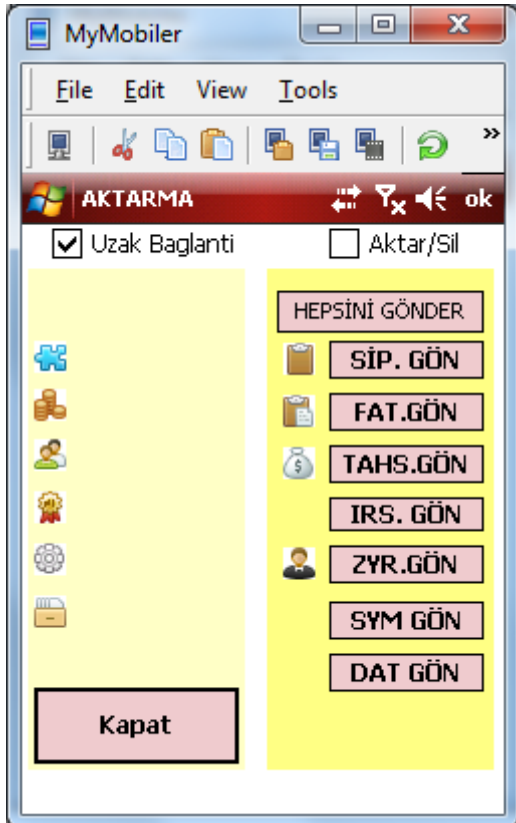 MyMobiler
File Edit View Tools
»
AKTARMA ok
Uzak Baglanti Aktar/Sil
HEPSİNİ GÖNDER
SİP. GÖN
FAT.GÖN
TAHS.GÖN
IRS. GÖN
ZYR.GÖN
SYM GÖN
DAT GÖN
Kapat